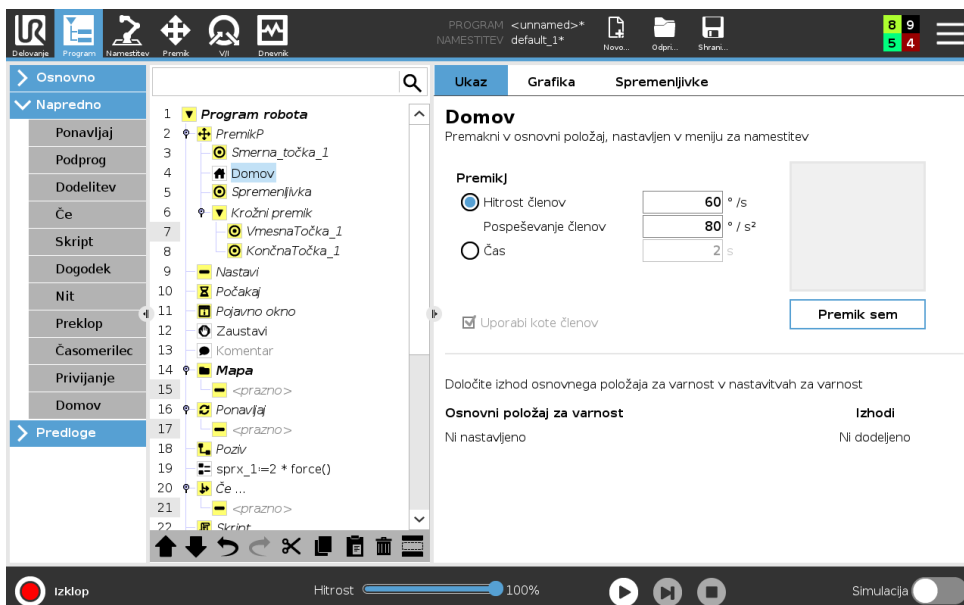 PROGRAM <unnamed>*
NAMESTITEV default_1*
Delovanje Program Namestitev Premik V/I Dnevnik Novo... Odpri... Shrani...
8 9
5 4
Osnovno
Napredno
Ponavljaj
Podprog
Dodelitev
Če
Skript
Dogodek
Nit
Preklop
Časomerilec
Privijanje
Domov
Predloge
1 Program robota
2 PremikP
3 Smerna_točka_1
4 Domov
5 Spremenljivka
6 Krožni premik
7 VmesnaTočka_1
8 KončnaTočka_1
9 Nastavi
10 Počakaj
11 Pojavno okno
12 Zaustavi
13 Komentar
14 Mapa
15 <prazno>
16 Ponavljaj
17 <prazno>
18 Poziv
19 sprx_1:=2 * force()
20 Če ...
21 <prazno>
22 Skript
Ukaz Grafika Spremenljivke
Domov
Premakni v osnovni položaj, nastavljen v meniju za namestitev
PremikJ
Hitrost členov 60 °/s
Pospeševanje členov 80 °/s²
Čas 2 s
Uporabi kote členov
Premik sem
Določite izhod osnovnega položaja za varnost v nastavitvah za varnost
Osnovni položaj za varnost Izhodi
Ni nastavljeno Ni dodeljeno
Izklop Hitrost 100% Simulacija